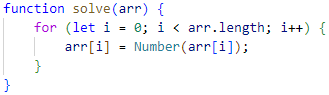 function solve(arr) {
    for (let i = 0; i < arr.length; i++) {
        arr[i] = Number(arr[i]);
    }
}